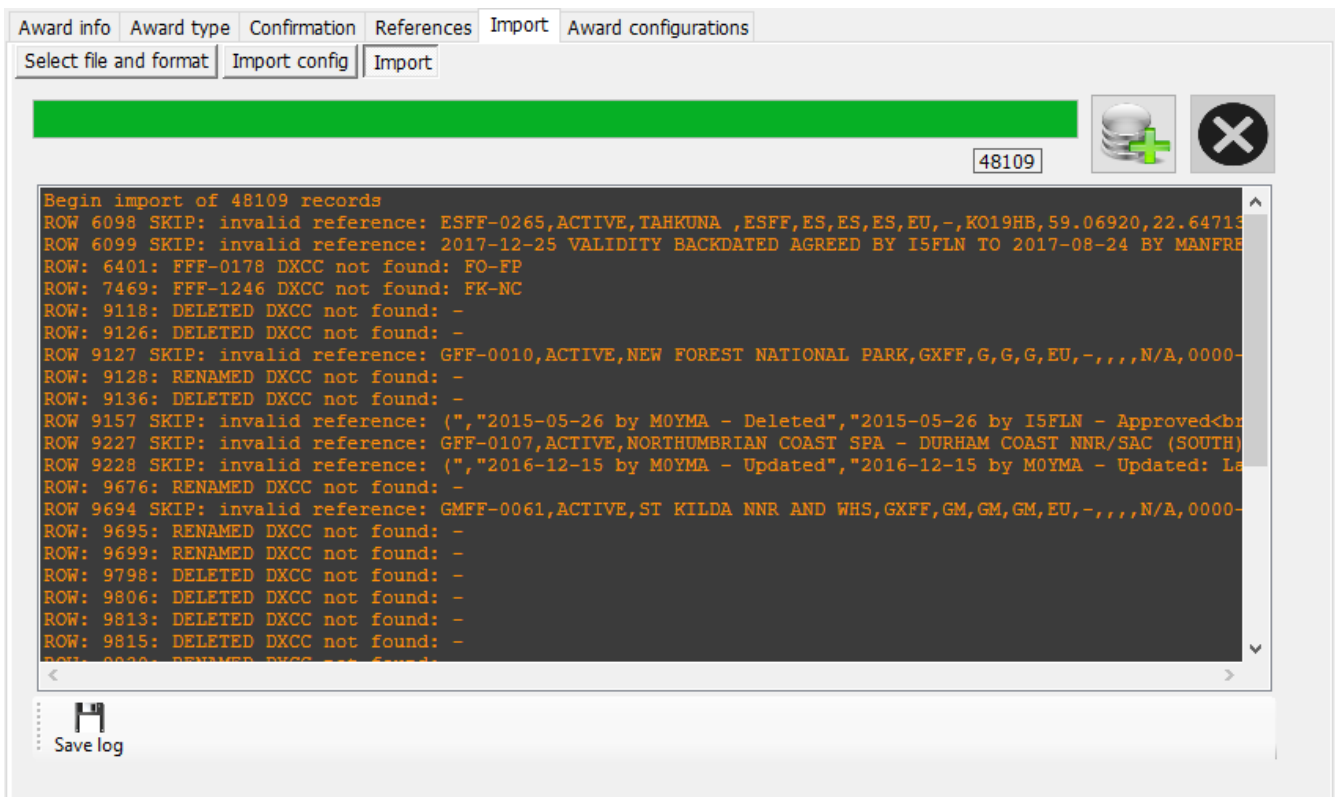 Award info Award type Confirmation References Import Award configurations
Select file and format Import config Import
48109
Begin import of 48109 records
ROW 6098 SKIP: invalid reference: ESFF-0265,ACTIVE,TAHKUNA ,ESFF,ES,ES,ES,EU,-,KO19HB,59.06920,22.64713
ROW 6099 SKIP: invalid reference: 2017-12-25 VALIDITY BACKDATED AGREED BY I5FLN TO 2017-08-24 BY MANFRE
ROW: 6401: FFF-0178 DXCC not found: FO-FP
ROW: 7469: FFF-1246 DXCC not found: FK-NC
ROW: 9118: DELETED DXCC not found: -
ROW: 9126: DELETED DXCC not found: -
ROW 9127 SKIP: invalid reference: GFF-0010,ACTIVE,NEW FOREST NATIONAL PARK,GXFF,G,G,G,EU,-,,,,N/A,0000-
ROW: 9128: RENAMED DXCC not found: -
ROW: 9136: DELETED DXCC not found: -
ROW 9157 SKIP: invalid reference: (","2015-05-26 by M0YMA - Deleted","2015-05-26 by I5FLN - Approved<br
ROW 9227 SKIP: invalid reference: GFF-0107,ACTIVE,NORTHUMBRIAN COAST SPA - DURHAM COAST NNR/SAC (SOUTH)
ROW 9228 SKIP: invalid reference: (","2016-12-15 by M0YMA - Updated","2016-12-15 by M0YMA - Updated: La
ROW: 9676: RENAMED DXCC not found: -
ROW 9694 SKIP: invalid reference: GMFF-0061,ACTIVE,ST KILDA NNR AND WHS,GXFF,GM,GM,GM,EU,-,,,,N/A,0000-
ROW: 9695: RENAMED DXCC not found: -
ROW: 9699: RENAMED DXCC not found: -
ROW: 9798: DELETED DXCC not found: -
ROW: 9806: DELETED DXCC not found: -
ROW: 9813: DELETED DXCC not found: -
ROW: 9815: DELETED DXCC not found: -
Save log